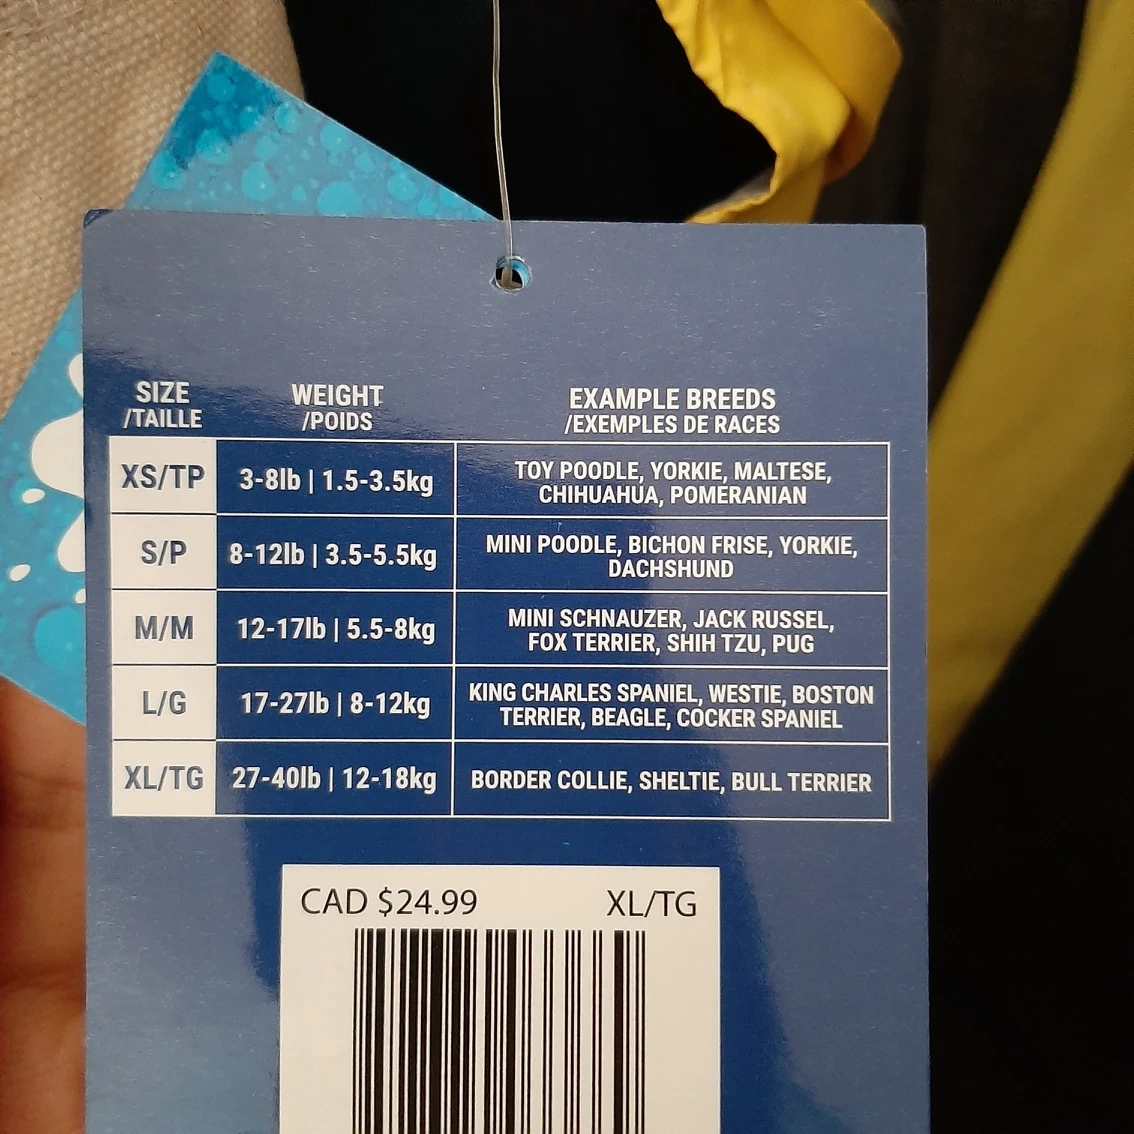 SIZE
/TAILLE
WEIGHT
/POIDS
EXAMPLE BREEDS
/EXEMPLES DE RACES
XS/TP
3-8lb | 1.5-3.5kg
TOY POODLE, YORKIE, MALTESE,
CHIHUAHUA, POMERANIAN
S/P
8-12lb | 3.5-5.5kg
MINI POODLE, BICHON FRISE, YORKIE,
DACHSHUND
M/M
12-17lb | 5.5-8kg
MINI SCHNAUZER, JACK RUSSEL,
FOX TERRIER, SHIH TZU, PUG
L/G
17-27lb | 8-12kg
KING CHARLES SPANIEL, WESTIE, BOSTON
TERRIER, BEAGLE, COCKER SPANIEL
XL/TG
27-40lb | 12-18kg
BORDER COLLIE, SHELTIE, BULL TERRIER
CAD $24.99
XL/TG